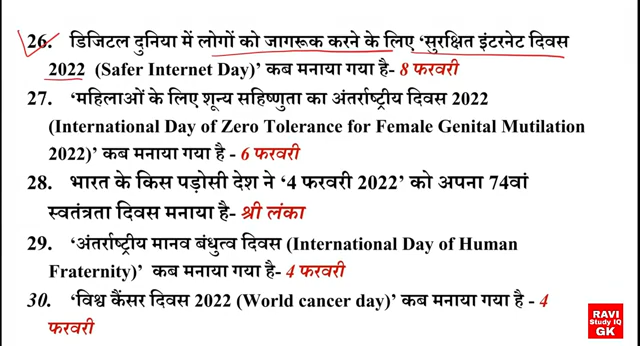 26. डिजिटल दुनिया में लोगों को जागरूक करने के लिए ‘सुरक्षित इंटरनेट दिवस
2022 (Safer Internet Day)’ कब मनाया गया है- 8 फरवरी
27. ‘महिलाओं के लिए शून्य सहिष्णुता का अंतर्राष्ट्रीय दिवस 2022
(International Day of Zero Tolerance for Female Genital Mutilation
2022)’ कब मनाया गया है - 6 फरवरी
28. भारत के किस पड़ोसी देश ने ‘4 फरवरी 2022’ को अपना 74वां
स्वतंत्रता दिवस मनाया है- श्री लंका
29. ‘अंतर्राष्ट्रीय मानव बंधुत्व दिवस (International Day of Human
Fraternity)’ कब मनाया गया है- 4 फरवरी
30. ‘विश्व कैंसर दिवस 2022 (World cancer day)’ कब मनाया गया है - 4
फरवरी
RAVI
Study IQ
GK